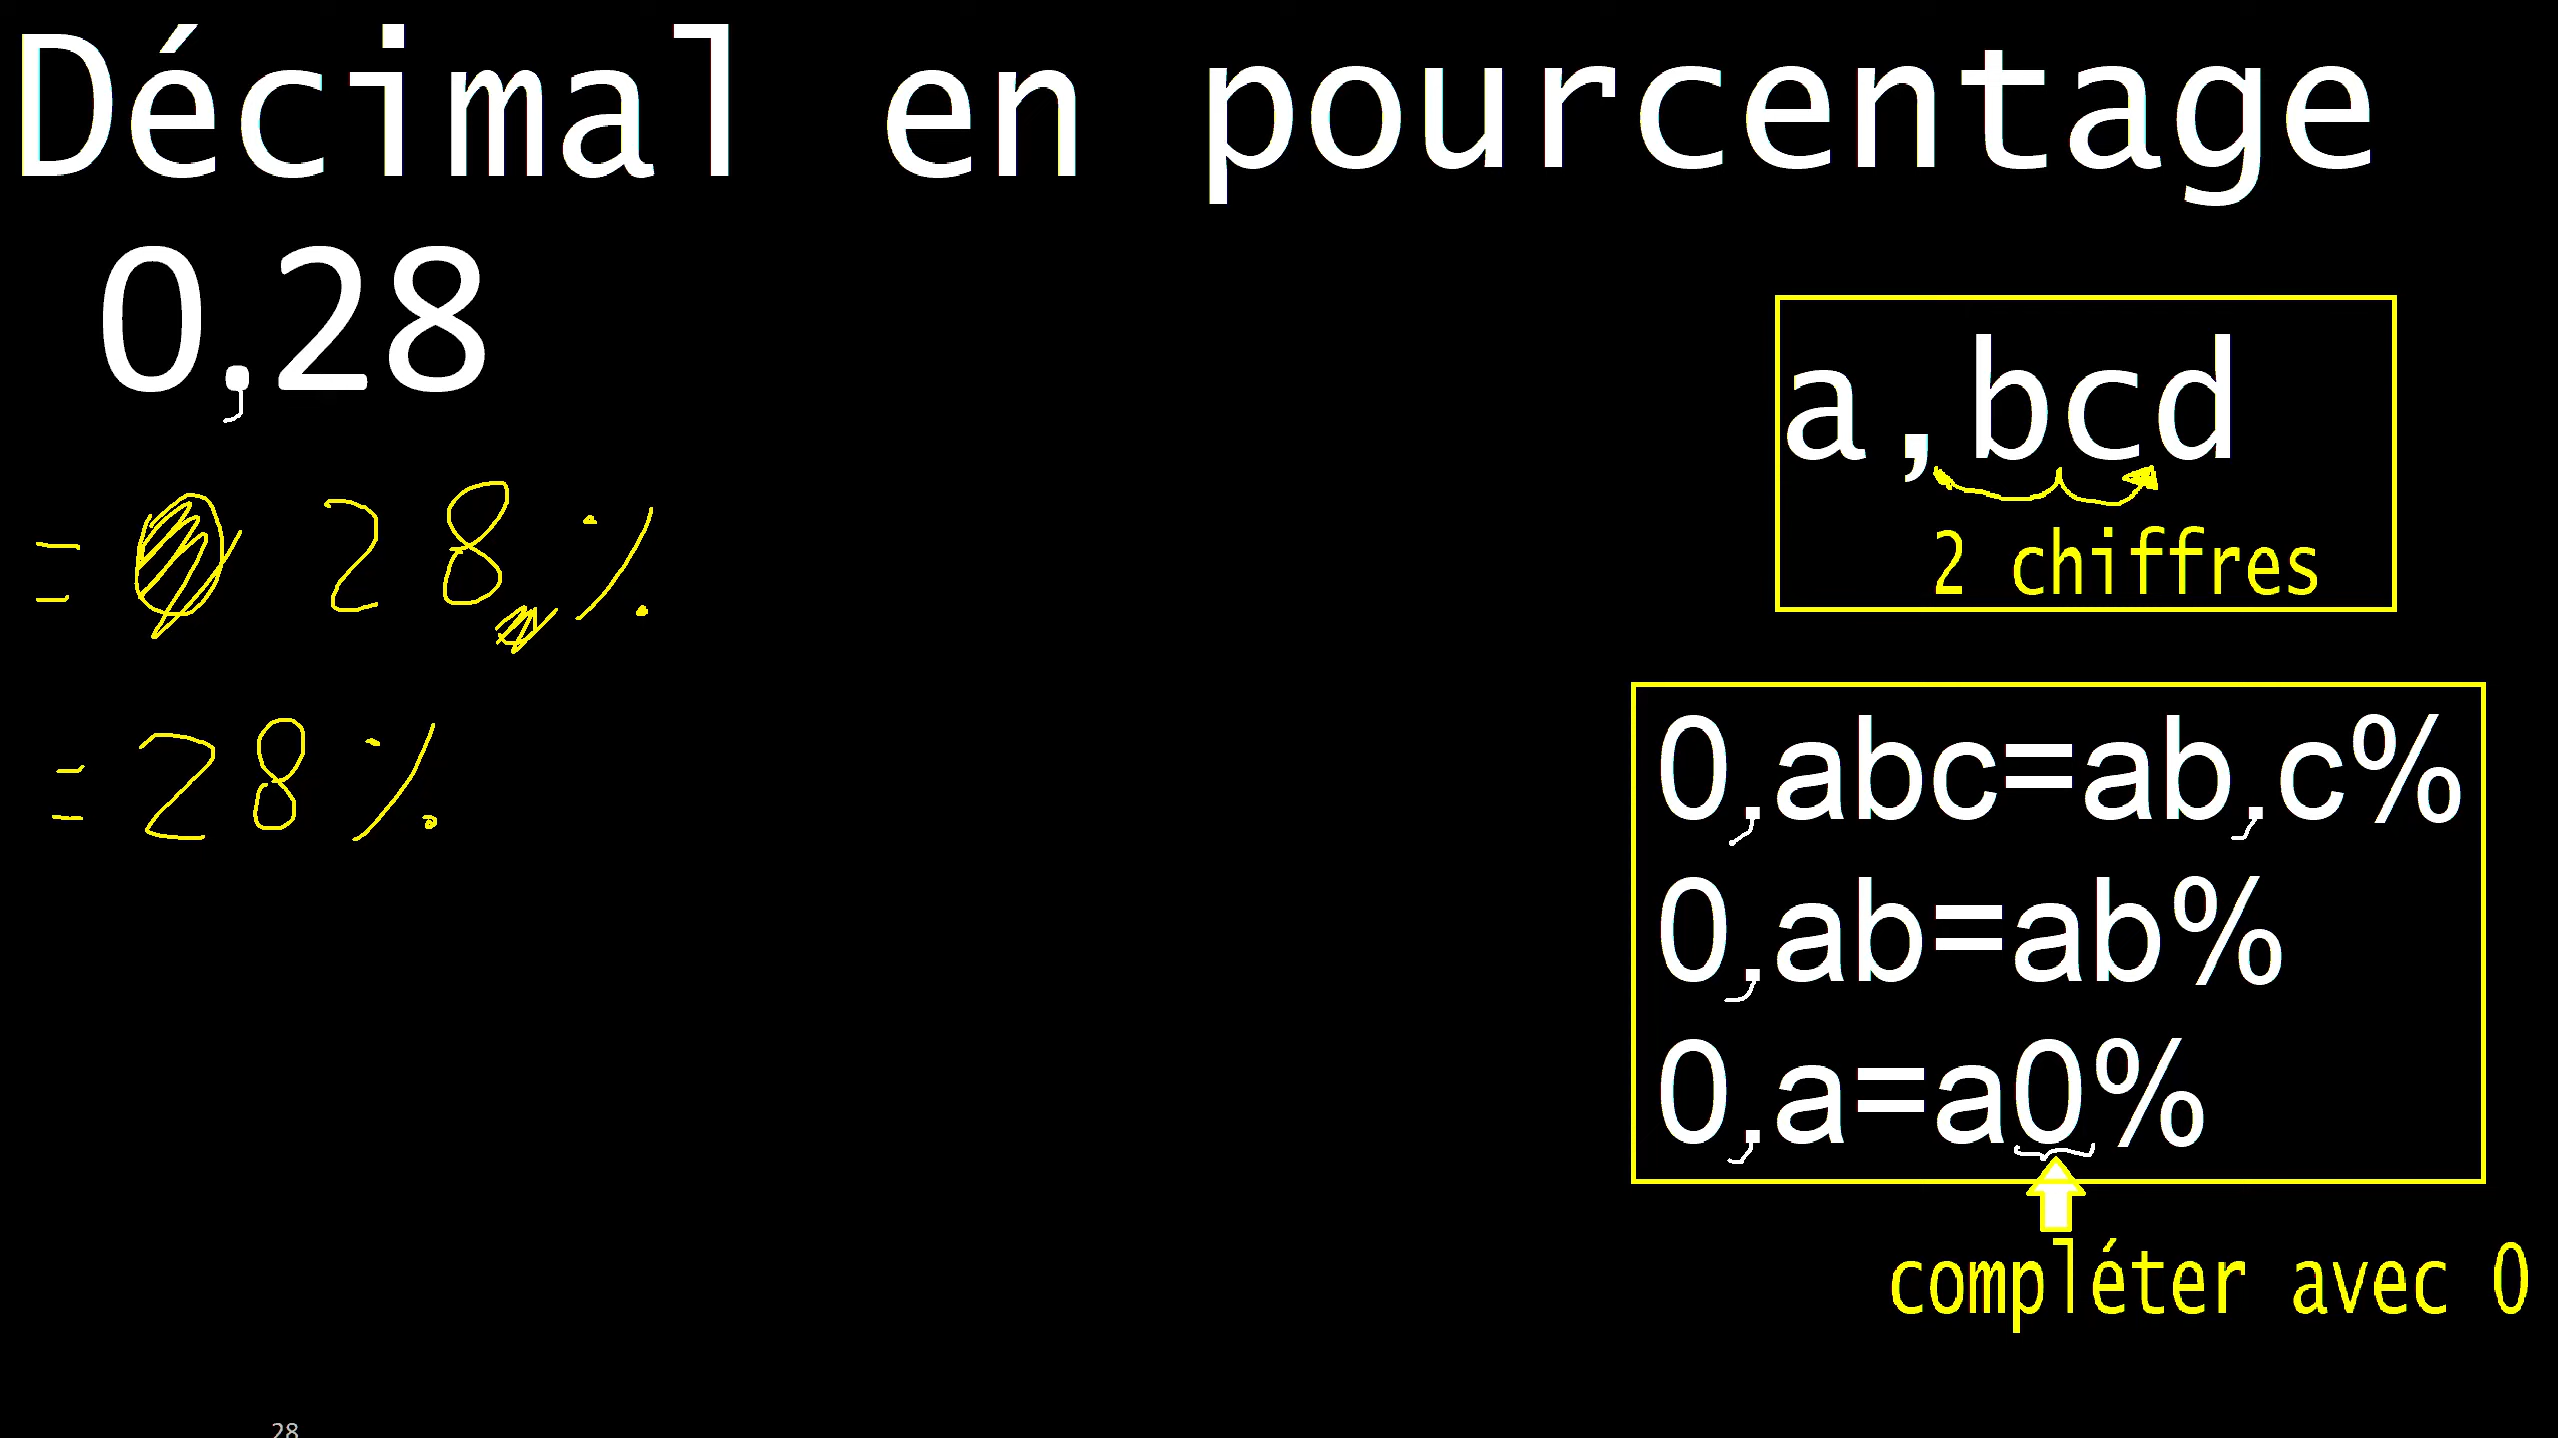 Décimal en pourcentage
0,28
= 28%
= 28%
a,bcd
2 chiffres
0,abc=ab,c%
0,ab=ab%
0,a=a0%
compléter avec 0
28